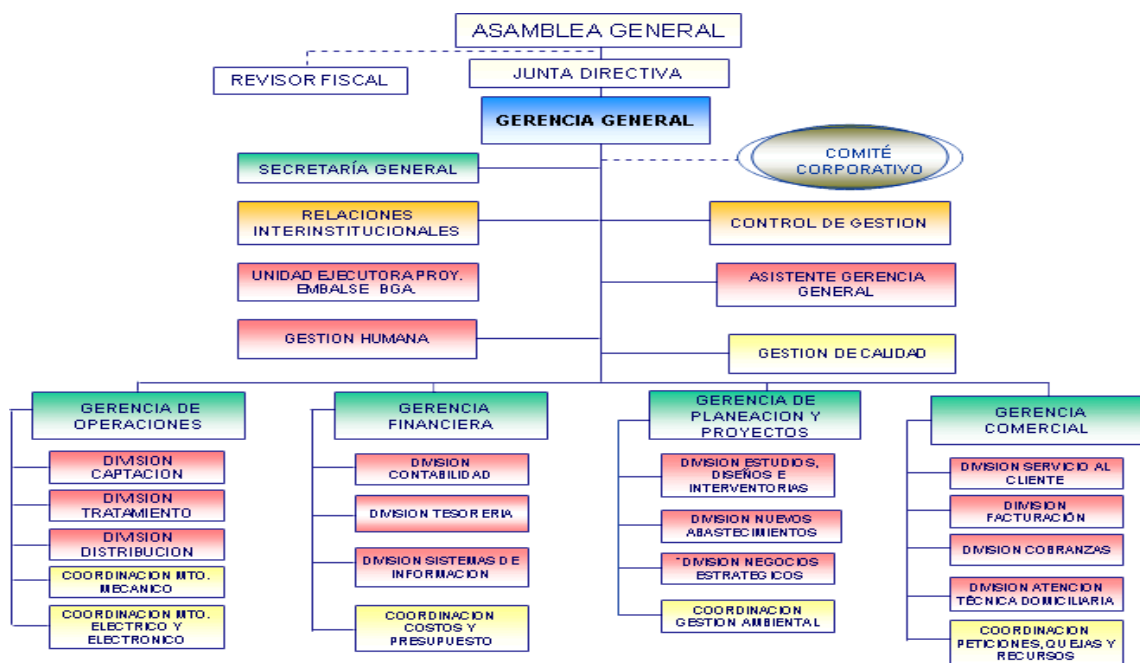 ASAMBLEA GENERAL
REVISOR FISCAL
JUNTA DIRECTIVA
GERENCIA GENERAL
COMITÉ
CORPORATIVO
SECRETARÍA GENERAL
RELACIONES
INTERINSTITUCIONALES
CONTROL DE GESTION
UNIDAD EJECUTORA PROY.
EMBALSE BGA.
ASISTENTE GERENCIA
GENERAL
GESTION HUMANA
GESTION DE CALIDAD
GERENCIA DE
OPERACIONES
DIVISION
CAPTACION
DIVISION
TRATAMIENTO
DIVISION
DISTRIBUCION
COORDINACION MTO.
MECANICO
COORDINACION MTO.
ELECTRICO Y
ELECTRONICO
GERENCIA
FINANCIERA
DIVISION
CONTABILIDAD
DIVISION TESORERIA
DIVISION SISTEMAS DE
INFORMACION
COORDINACION
COSTOS Y
PRESUPUESTO
GERENCIA DE
PLANEACION Y
PROYECTOS
DIVISION ESTUDIOS,
DISEÑOS E
INTERVENTORIAS
DIVISION NUEVOS
ABASTECIMIENTOS
DIVISION NEGOCIOS
ESTRATEGICOS
COORDINACION
GESTION AMBIENTAL
GERENCIA
COMERCIAL
DIVISION SERVICIO AL
CLIENTE
DIVISION
FACTURACIÓN
DIVISION COBRANZAS
DIVISION ATENCION
TÉCNICA DOMICILIARIA
COORDINACION
PETICIONES, QUEJAS Y
RECURSOS